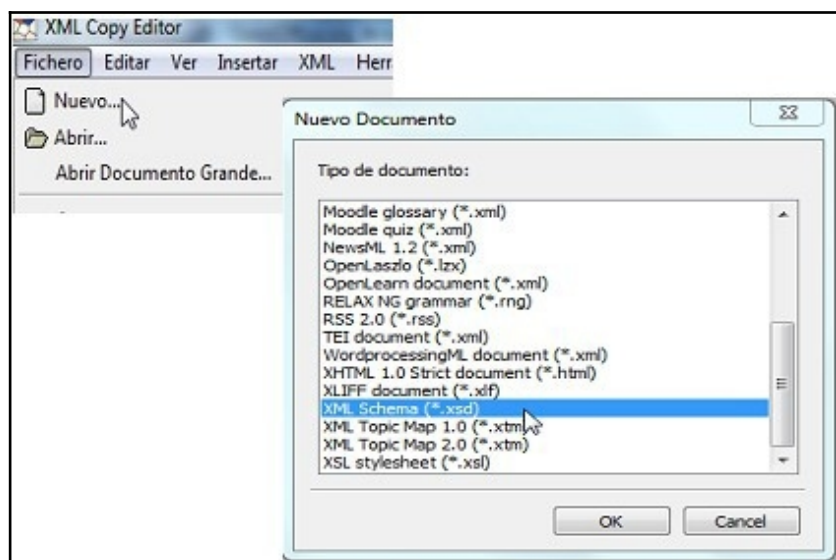 XML Copy Editor
Fichero Editar Ver Insertar XML Herr
Nuevo...
Abrir...
Abrir Documento Grande...
Nuevo Documento
Tipo de documento:
Moodle glossary (*.xml)
Moodle quiz (*.xml)
NewsML 1.2 (*.xml)
OpenLaszlo (*.lzx)
OpenLearn document (*.xml)
RELAX NG grammar (*.rng)
RSS 2.0 (*.rss)
TEI document (*.xml)
WordprocessingML document (*.xml)
XHTML 1.0 Strict document (*.html)
XLIFF document (*.xlf)
XML Schema (*.xsd)
XML Topic Map 1.0 (*.xtm)
XML Topic Map 2.0 (*.xtm)
XSL stylesheet (*.xsl)
OK Cancel